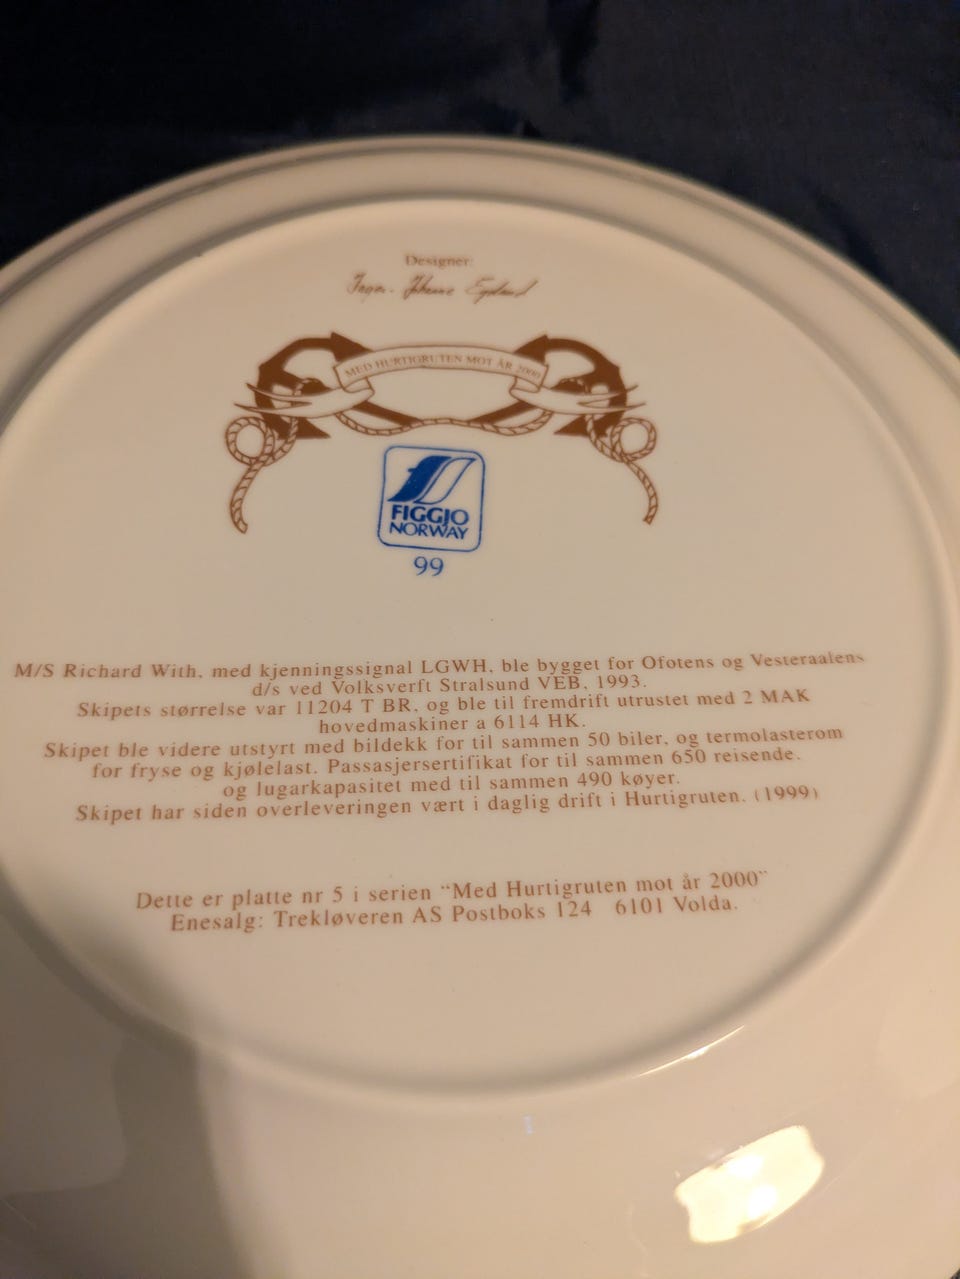 Designer:
Inger-Johanne
MED HURTIGRUTEN MOT ÅR 2000
FIGGJO
NORWAY
99
M/S Richard With, med kjenningssignal LGWH, ble bygget for Ofotens og Vesteraalens
d/s ved Volksverft Stralsund VEB, 1993.
Skipets størrelse var 11204 T BR, og ble til fremdrift utrustet med 2 MAK
hovedmaskiner a 6114 HK.
Skipet ble videre utstyrt med bildekk for til sammen 50 biler, og termolasterom
for fryse og kjølelast. Passasjersertifikat for til sammen 650 reisende.
og lugarkapasitet med til sammen 490 køyer.
Skipet har siden overleveringen vært i daglig drift i Hurtigruten. (1999)
Dette er platte nr 5 i serien "Med Hurtigruten mot år 2000"
Enesalg: Trekløveren AS Postboks 124 6101 Volda.